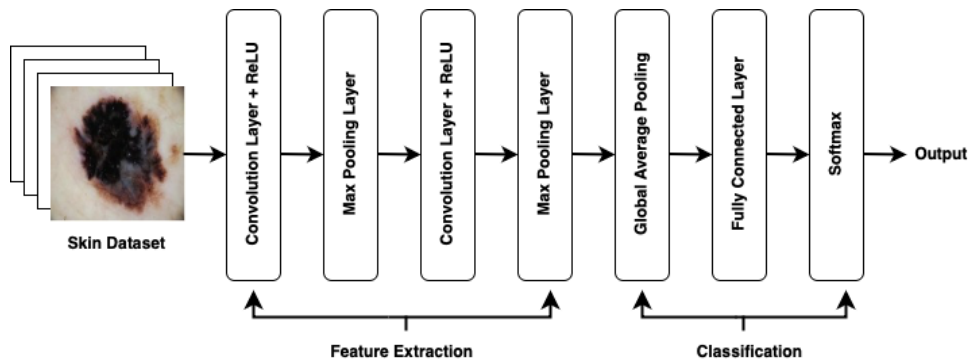 Skin Dataset
Convolution Layer + ReLU
Max Pooling Layer
Convolution Layer + ReLU
Max Pooling Layer
Global Average Pooling
Fully Connected Layer
Softmax
Output
Feature Extraction
Classification